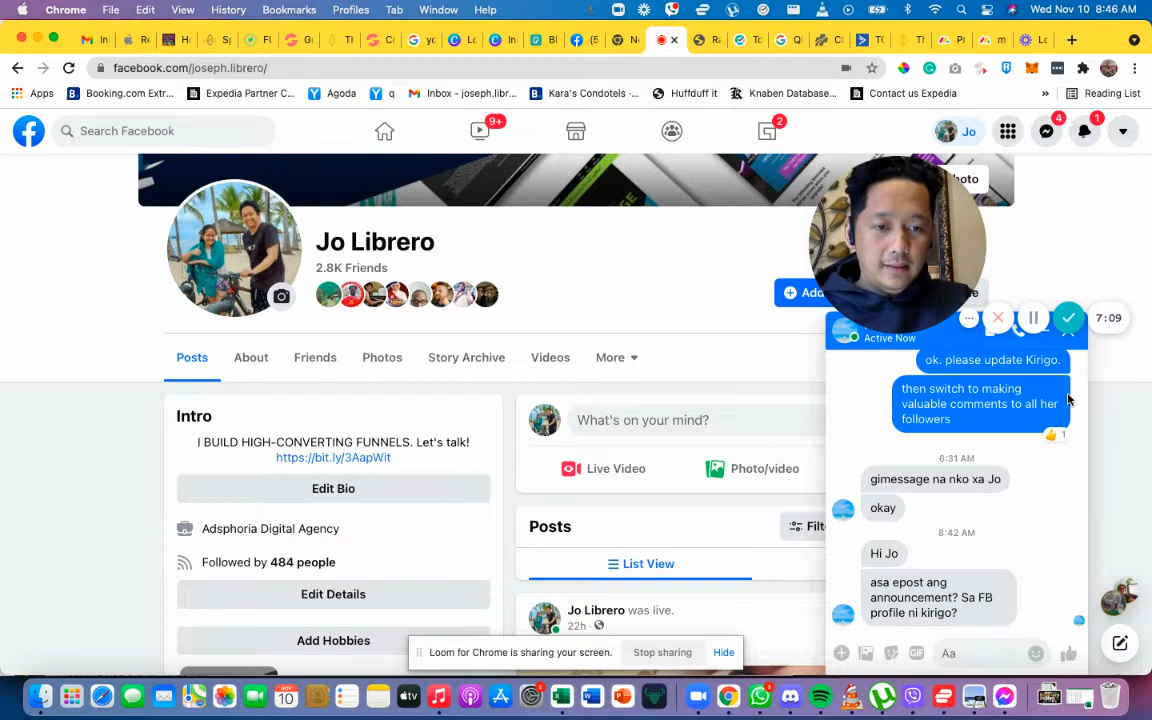 Chrome File Edit View History Bookmarks Profiles Tab Window Help
Wed Nov 10 8:46 AM
facebook.com/joseph.librero/
Apps Booking.com Extr... Expedia Partner C... Agoda q Inbox - joseph.libr... Kara's Condotels -... Huffduff it Knaben Database... Contact us Expedia » Reading List
Search Facebook
9+
2
Jo
4
1
Jo Librero
2.8K Friends
Add
7:09
Active Now
Posts About Friends Photos Story Archive Videos More
ok. please update Kirigo.
then switch to making
valuable comments to all her
followers
1
6:31 AM
gimessage na nko xa Jo
okay
8:42 AM
Hi Jo
asa epost ang
announcement? Sa FB
profile ni kirigo?
Aa
Intro
I BUILD HIGH-CONVERTING FUNNELS. Let's talk!
https://bit.ly/3AapWit
Edit Bio
Adsphoria Digital Agency
Followed by 484 people
Edit Details
Add Hobbies
What's on your mind?
Live Video
Photo/video
Posts
List View
Jo Librero was live.
22h
Loom for Chrome is sharing your screen.
Stop sharing
Hide
NOV
10